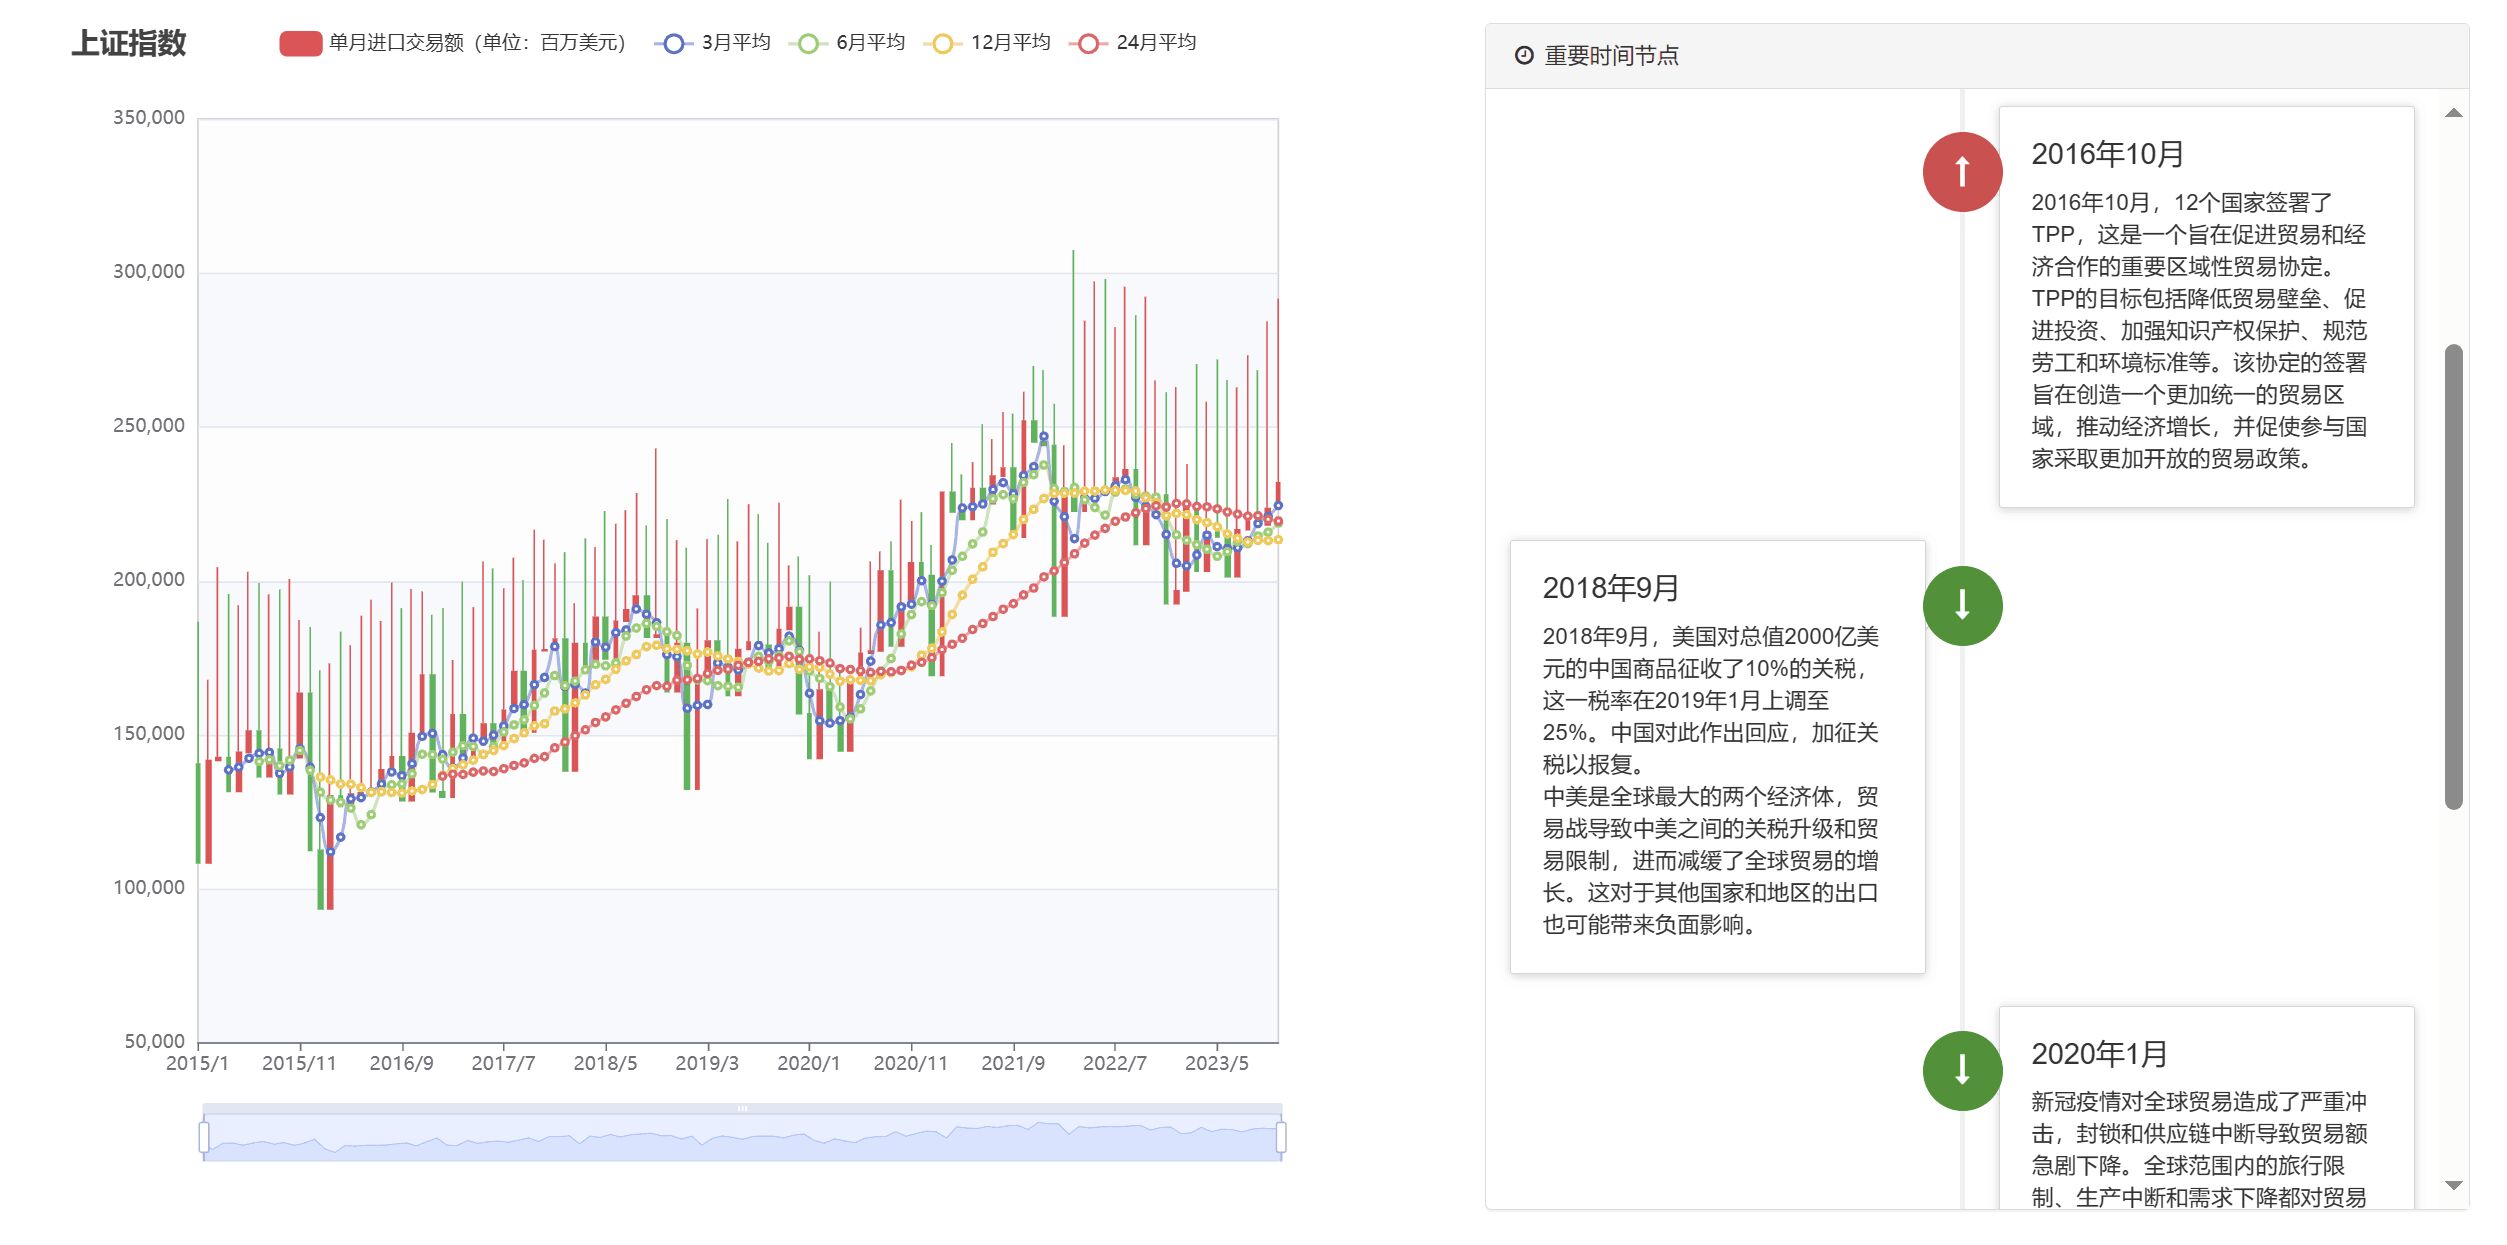 上证指数
单月进口交易额（单位：百万美元）
3月平均
6月平均
12月平均
24月平均
350,000
300,000
250,000
200,000
150,000
100,000
50,000
2015/1
2015/11
2016/9
2017/7
2018/5
2019/3
2020/1
2020/11
2021/9
2022/7
2023/5
重要时间节点
2016年10月
2016年10月，12个国家签署了
TPP，这是一个旨在促进贸易和经
济合作的重要区域性贸易协定。
TPP的目标包括降低贸易壁垒、促
进投资、加强知识产权保护、规范
劳工和环境标准等。该协定的签署
旨在创造一个更加统一的贸易区
域，推动经济增长，并促使参与国
家采取更加开放的贸易政策。
2018年9月
2018年9月，美国对总值2000亿美
元的中国商品征收了10%的关税，
这一税率在2019年1月上调至
25%。中国对此作出回应，加征关
税以报复。
中美是全球最大的两个经济体，贸
易战导致中美之间的关税升级和贸
易限制，进而减缓了全球贸易的增
长。这对于其他国家和地区的出口
也可能带来负面影响。
2020年1月
新冠疫情对全球贸易造成了严重冲
击，封锁和供应链中断导致贸易额
急剧下降。全球范围内的旅行限
制、生产中断和需求下降都对贸易